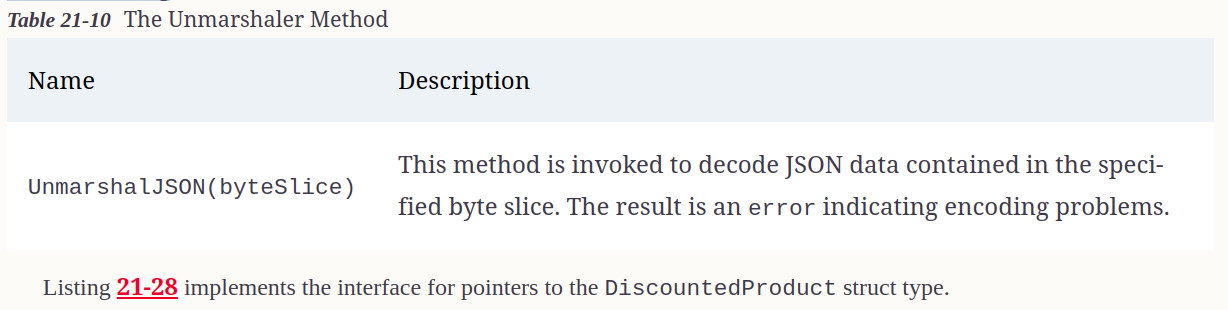 Table 21-10 The Unmarshaler Method
Name Description
UnmarshalJSON(byteSlice) This method is invoked to decode JSON data contained in the speci-
fied byte slice. The result is an error indicating encoding problems.
Listing 21-28 implements the interface for pointers to the DiscountedProduct struct type.